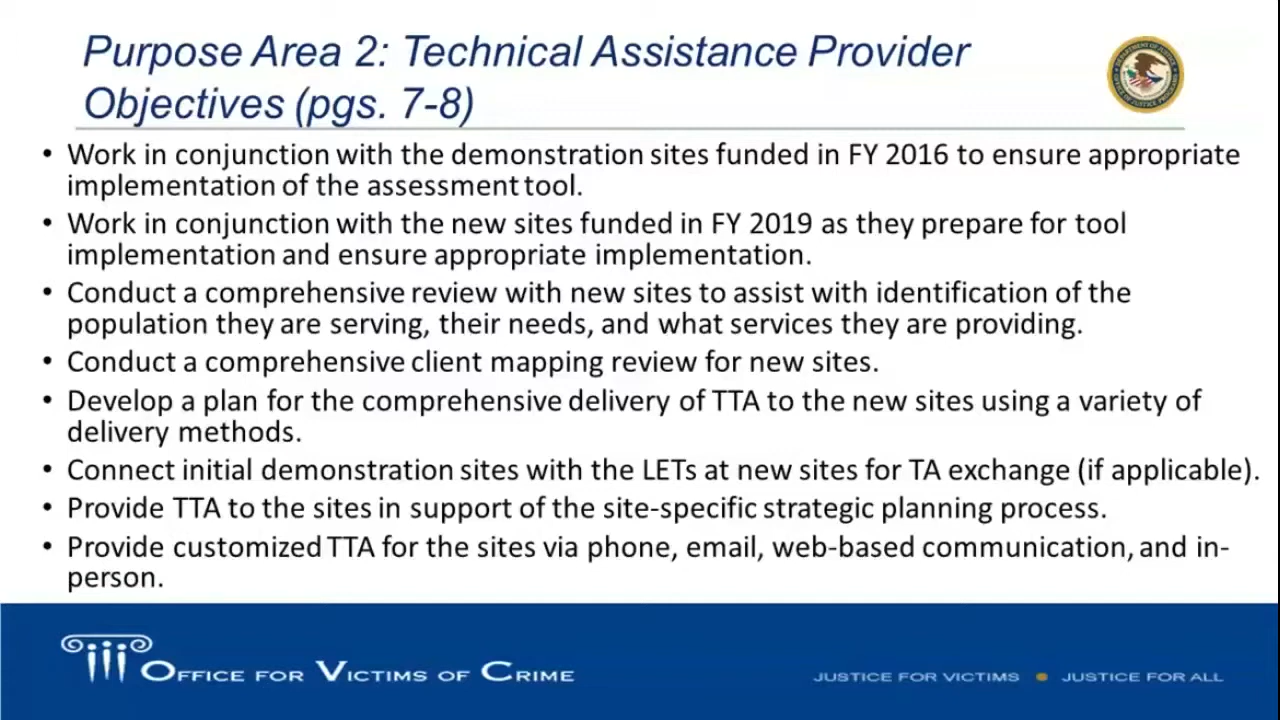 Purpose Area 2: Technical Assistance Provider
Objectives (pgs. 7-8)
• Work in conjunction with the demonstration sites funded in FY 2016 to ensure appropriate
implementation of the assessment tool.
• Work in conjunction with the new sites funded in FY 2019 as they prepare for tool
implementation and ensure appropriate implementation.
• Conduct a comprehensive review with new sites to assist with identification of the
population they are serving, their needs, and what services they are providing.
• Conduct a comprehensive client mapping review for new sites.
• Develop a plan for the comprehensive delivery of TTA to the new sites using a variety of
delivery methods.
• Connect initial demonstration sites with the LETs at new sites for TA exchange (if applicable).
• Provide TTA to the sites in support of the site-specific strategic planning process.
• Provide customized TTA for the sites via phone, email, web-based communication, and in-
person.
OFFICE FOR VICTIMS OF CRIME
JUSTICE FOR VICTIMS • JUSTICE FOR ALL